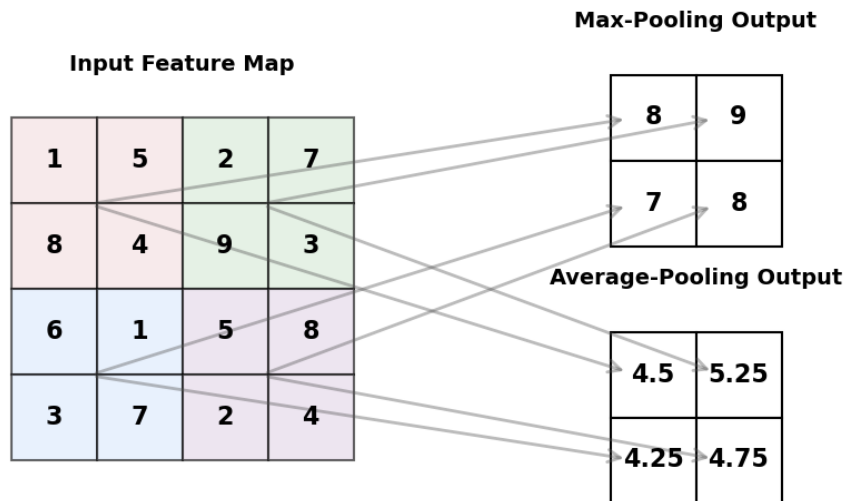 Max-Pooling Output
Input Feature Map
8 9
7 8
1 5 2 7
8 4 9 3
6 1 5 8
3 7 2 4
Average-Pooling Output
4.5 5.25
4.25 4.75